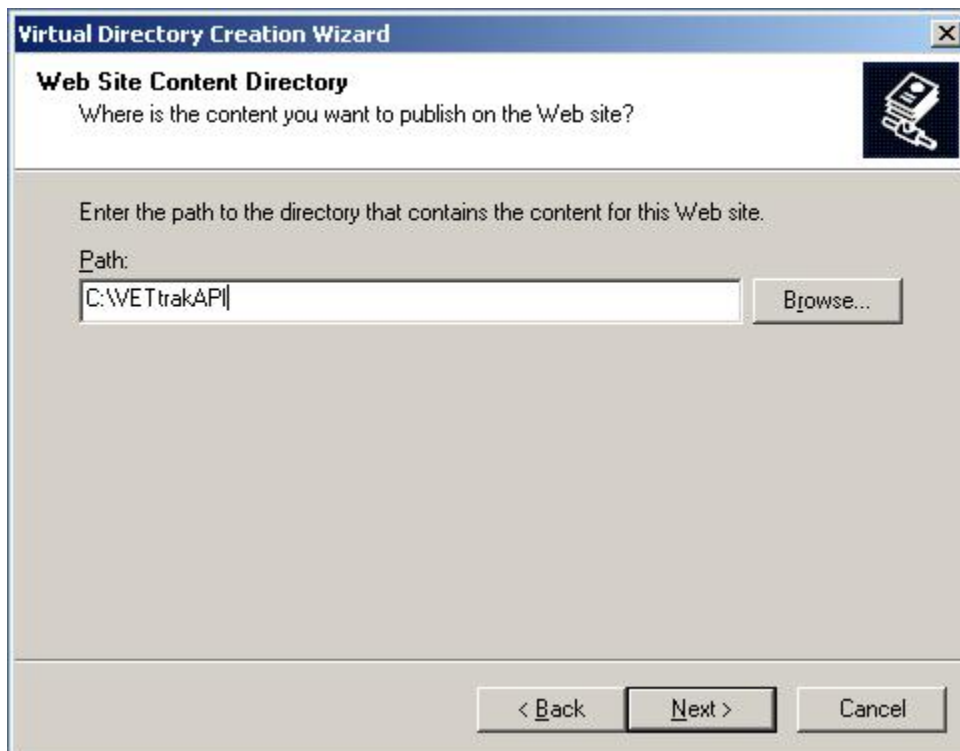 Virtual Directory Creation Wizard
Web Site Content Directory
Where is the content you want to publish on the Web site?
Enter the path to the directory that contains the content for this Web site.
Path:
C:\VETtrakAPI
Browse...
< Back
Next >
Cancel